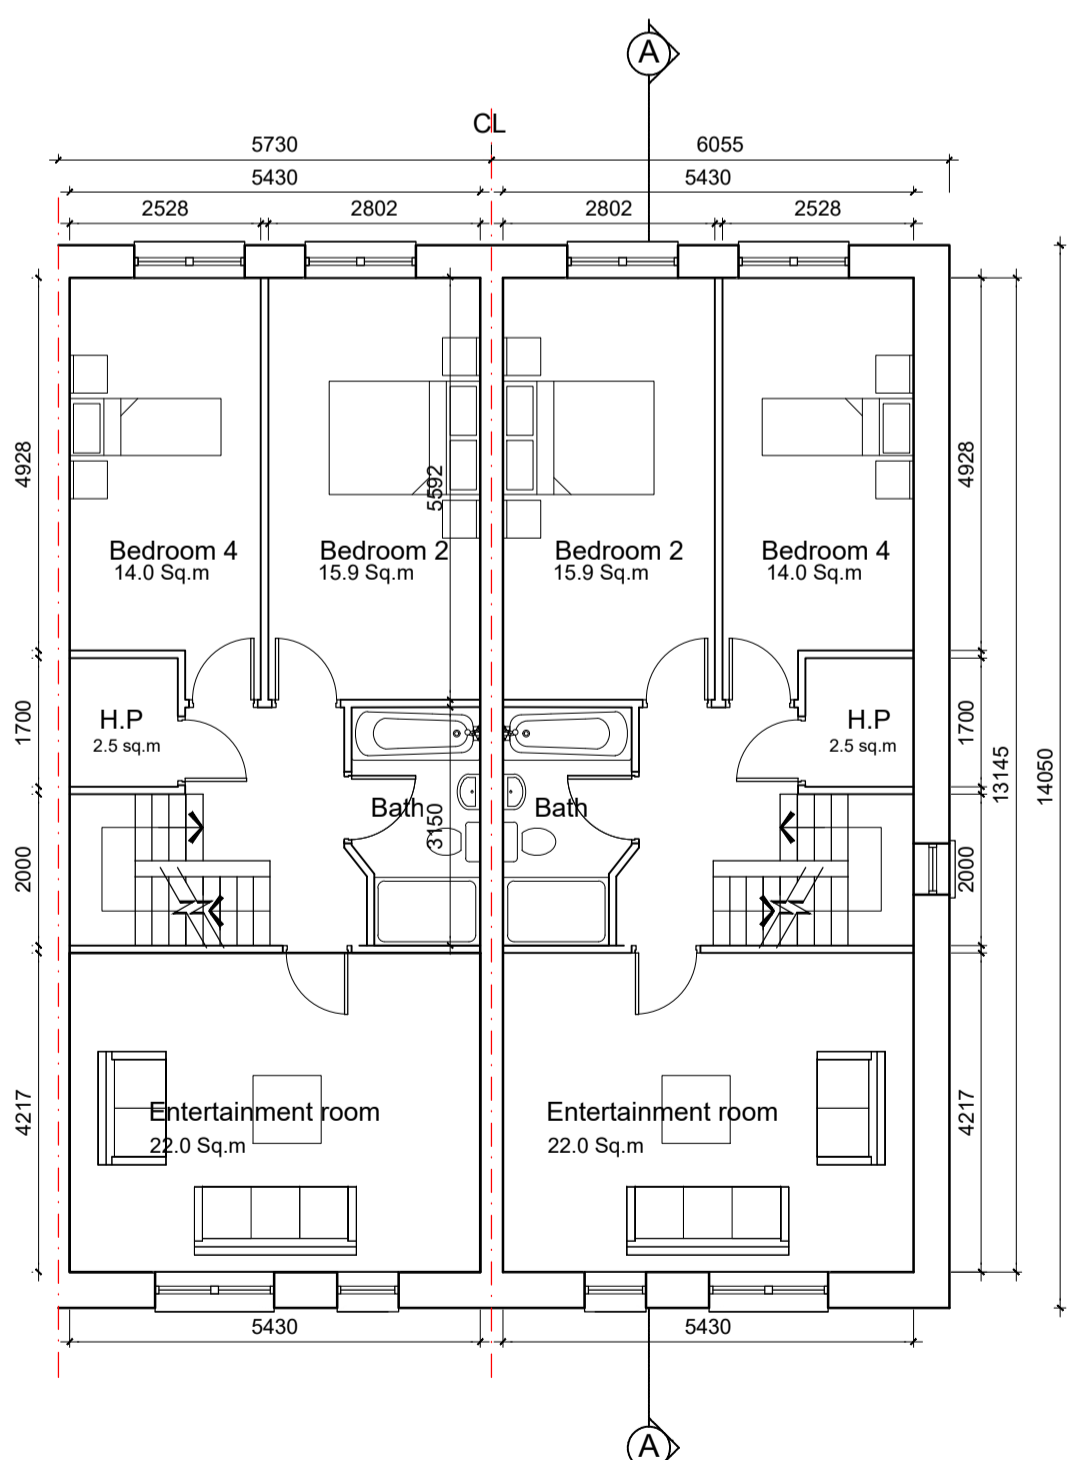 A
CL
5730 6055
5430 5430
2528 2802 2802 2528
4928 5592 4928
Bedroom 4 Bedroom 2 Bedroom 2 Bedroom 4
14.0 Sq.m 15.9 Sq.m 15.9 Sq.m 14.0 Sq.m
H.P H.P
2.5 sq.m 2.5 sq.m
1700 1700
13145 14050
Bath Bath
3150
2000 2000
4217 4217
Entertainment room Entertainment room
22.0 Sq.m 22.0 Sq.m
5430 5430
A